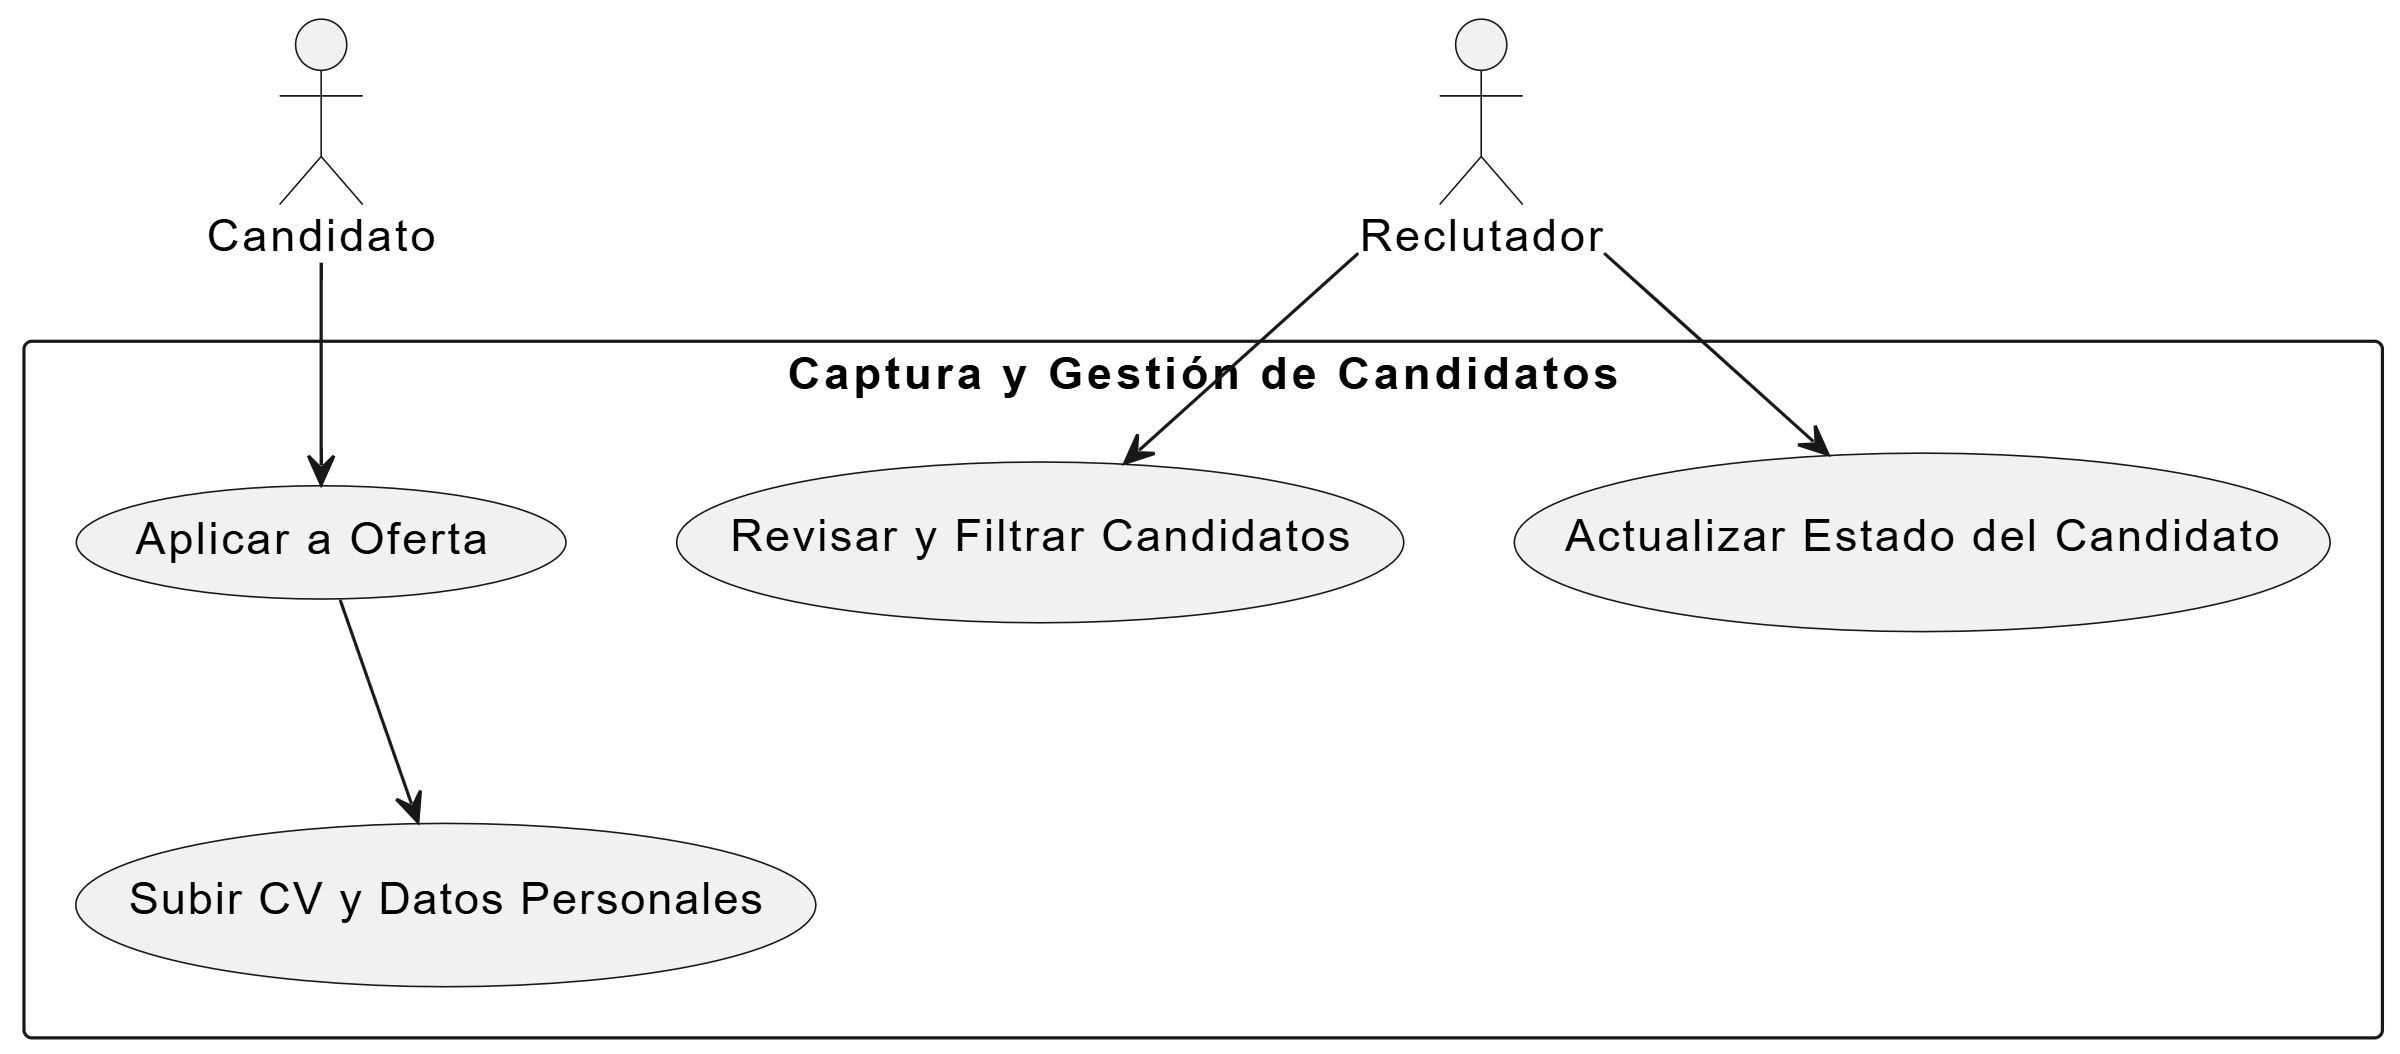 Candidato
Reclutador
Captura y Gestión de Candidatos
Aplicar a Oferta
Revisar y Filtrar Candidatos
Actualizar Estado del Candidato
Subir CV y Datos Personales